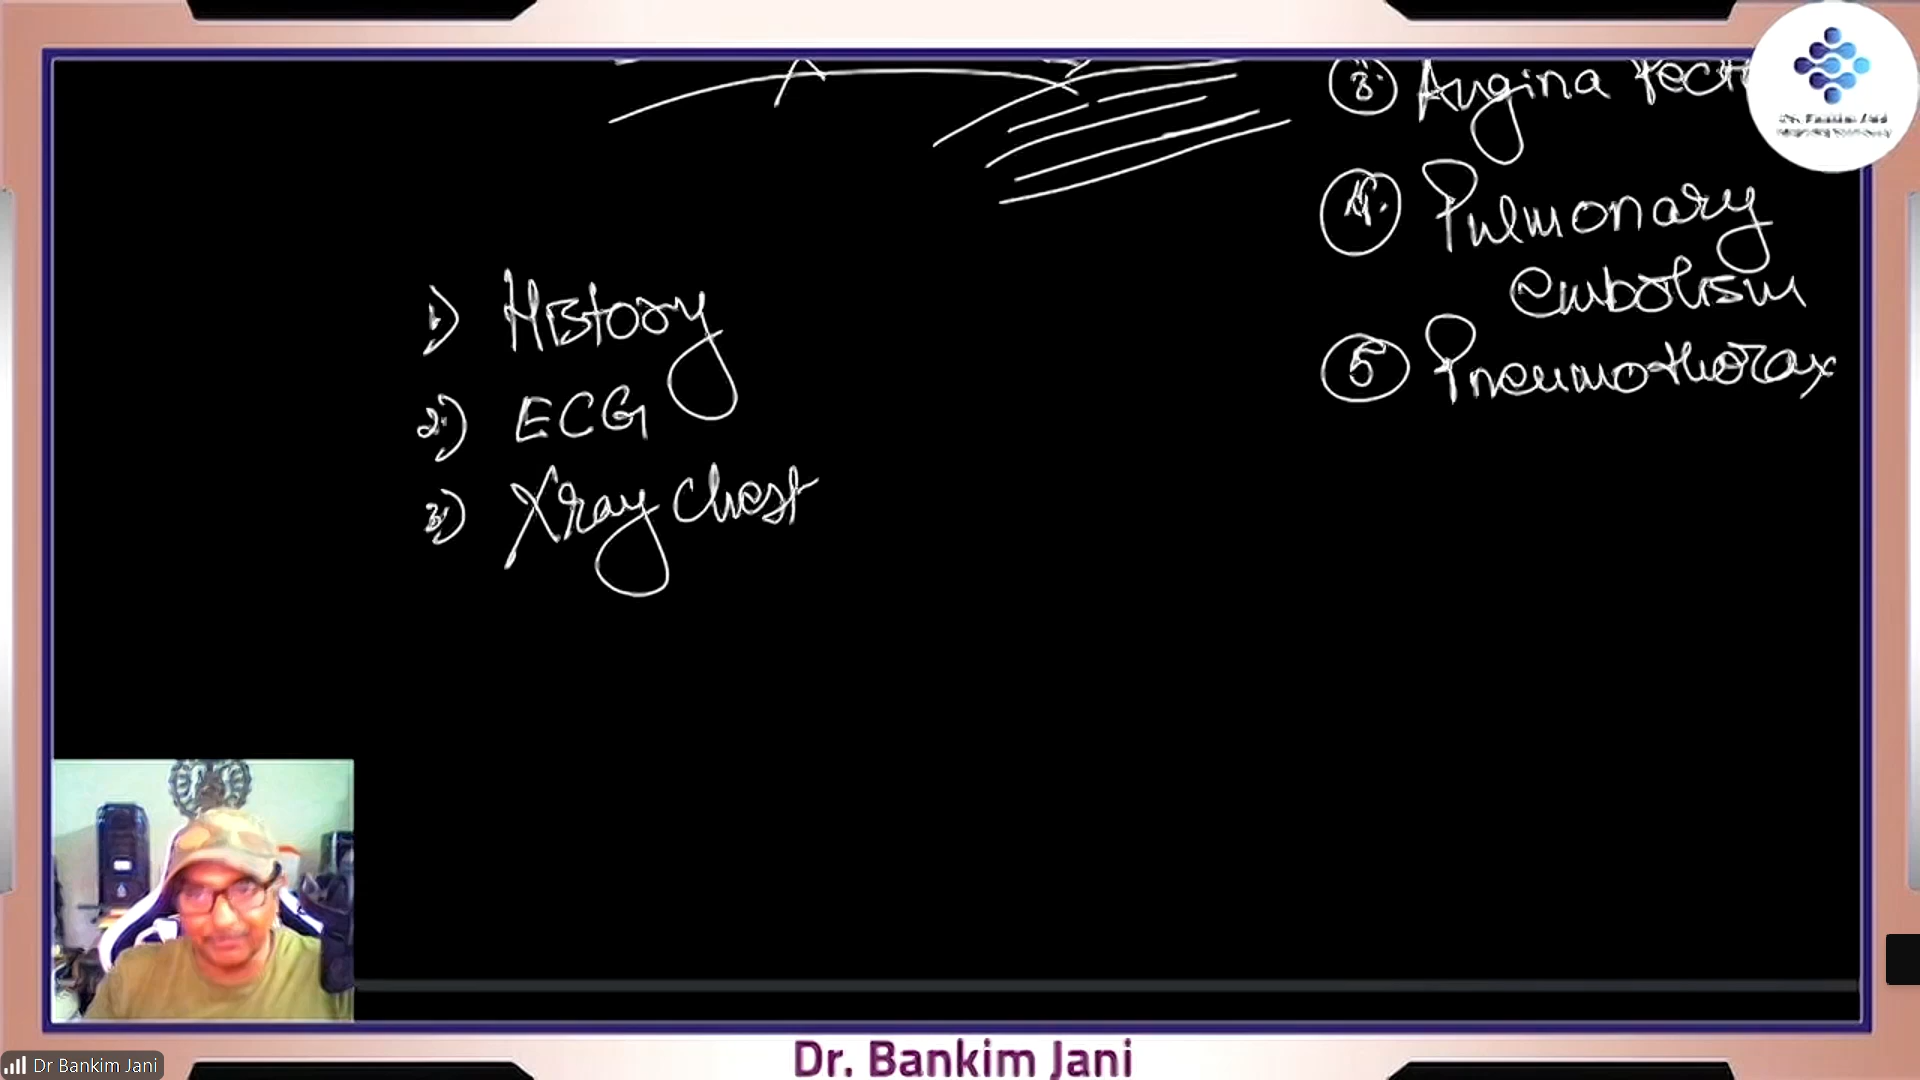 3. Angina Pect
4. Pulmonary
embolism
5 Pneumothorax
1) History
2) ECG
3) Xray Chest
Dr Bankim Jani
Dr. Bankim Jani